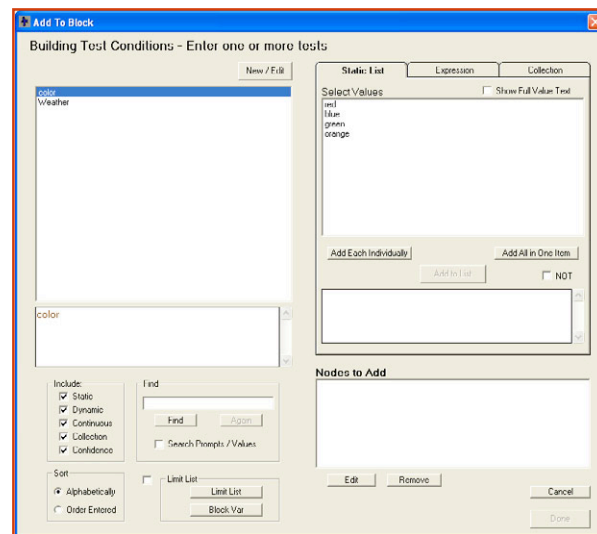 Add To Block
Building Test Conditions - Enter one or more tests
New / Edit
color
Weather
color
Include:
Static
Dynamic
Continuous
Collection
Confidence
Find
Find
Again
Search Prompts / Values
Sort
Alphabetically
Order Entered
Limit List
Limit List
Block Var
Static List
Expression
Collection
Select Values
Show Full Value Text
red
blue
green
orange
Add Each Individually
Add All in One Item
Add to List
NOT
Nodes to Add
Edit
Remove
Cancel
Done